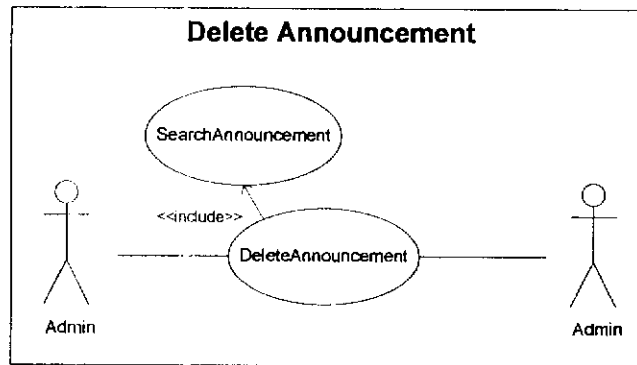 Delete Announcement
SearchAnnouncement
<<include>>
DeleteAnnouncement
Admin
Admin